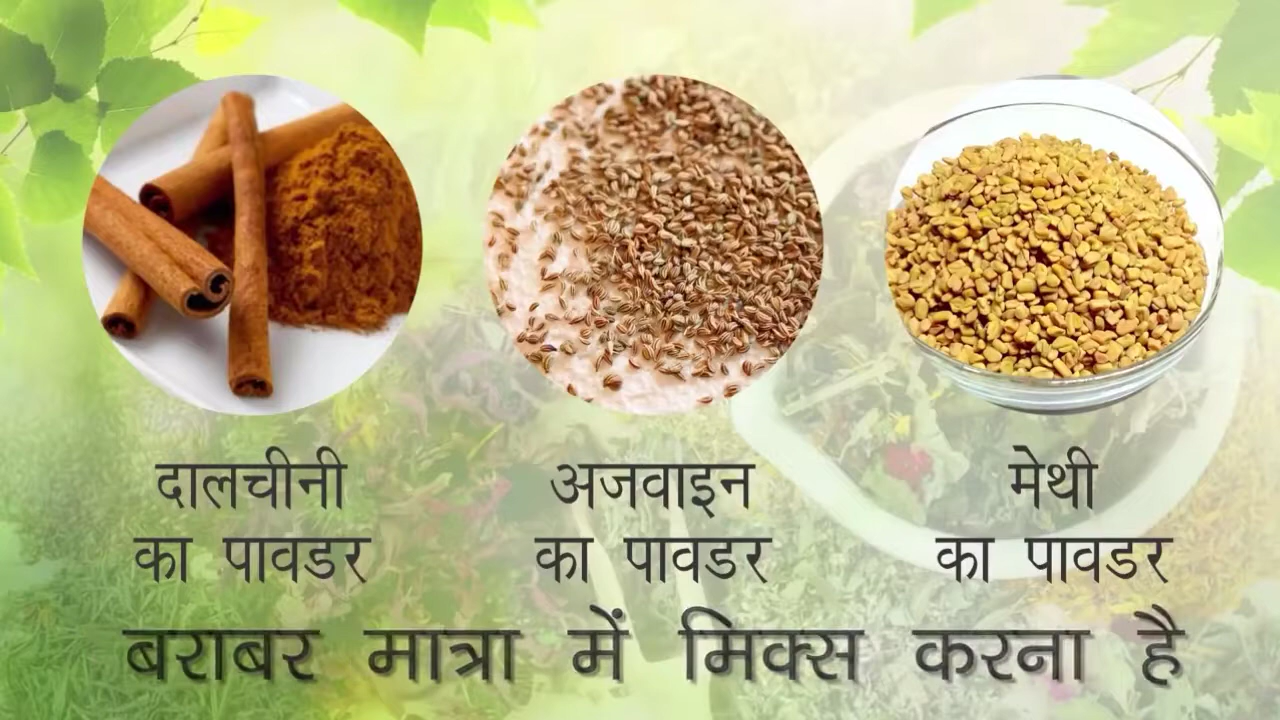 दालचीनी
का पावडर
अजवाइन
का पावडर
मेथी
का पावडर
बराबर मात्रा में मिक्स करना है